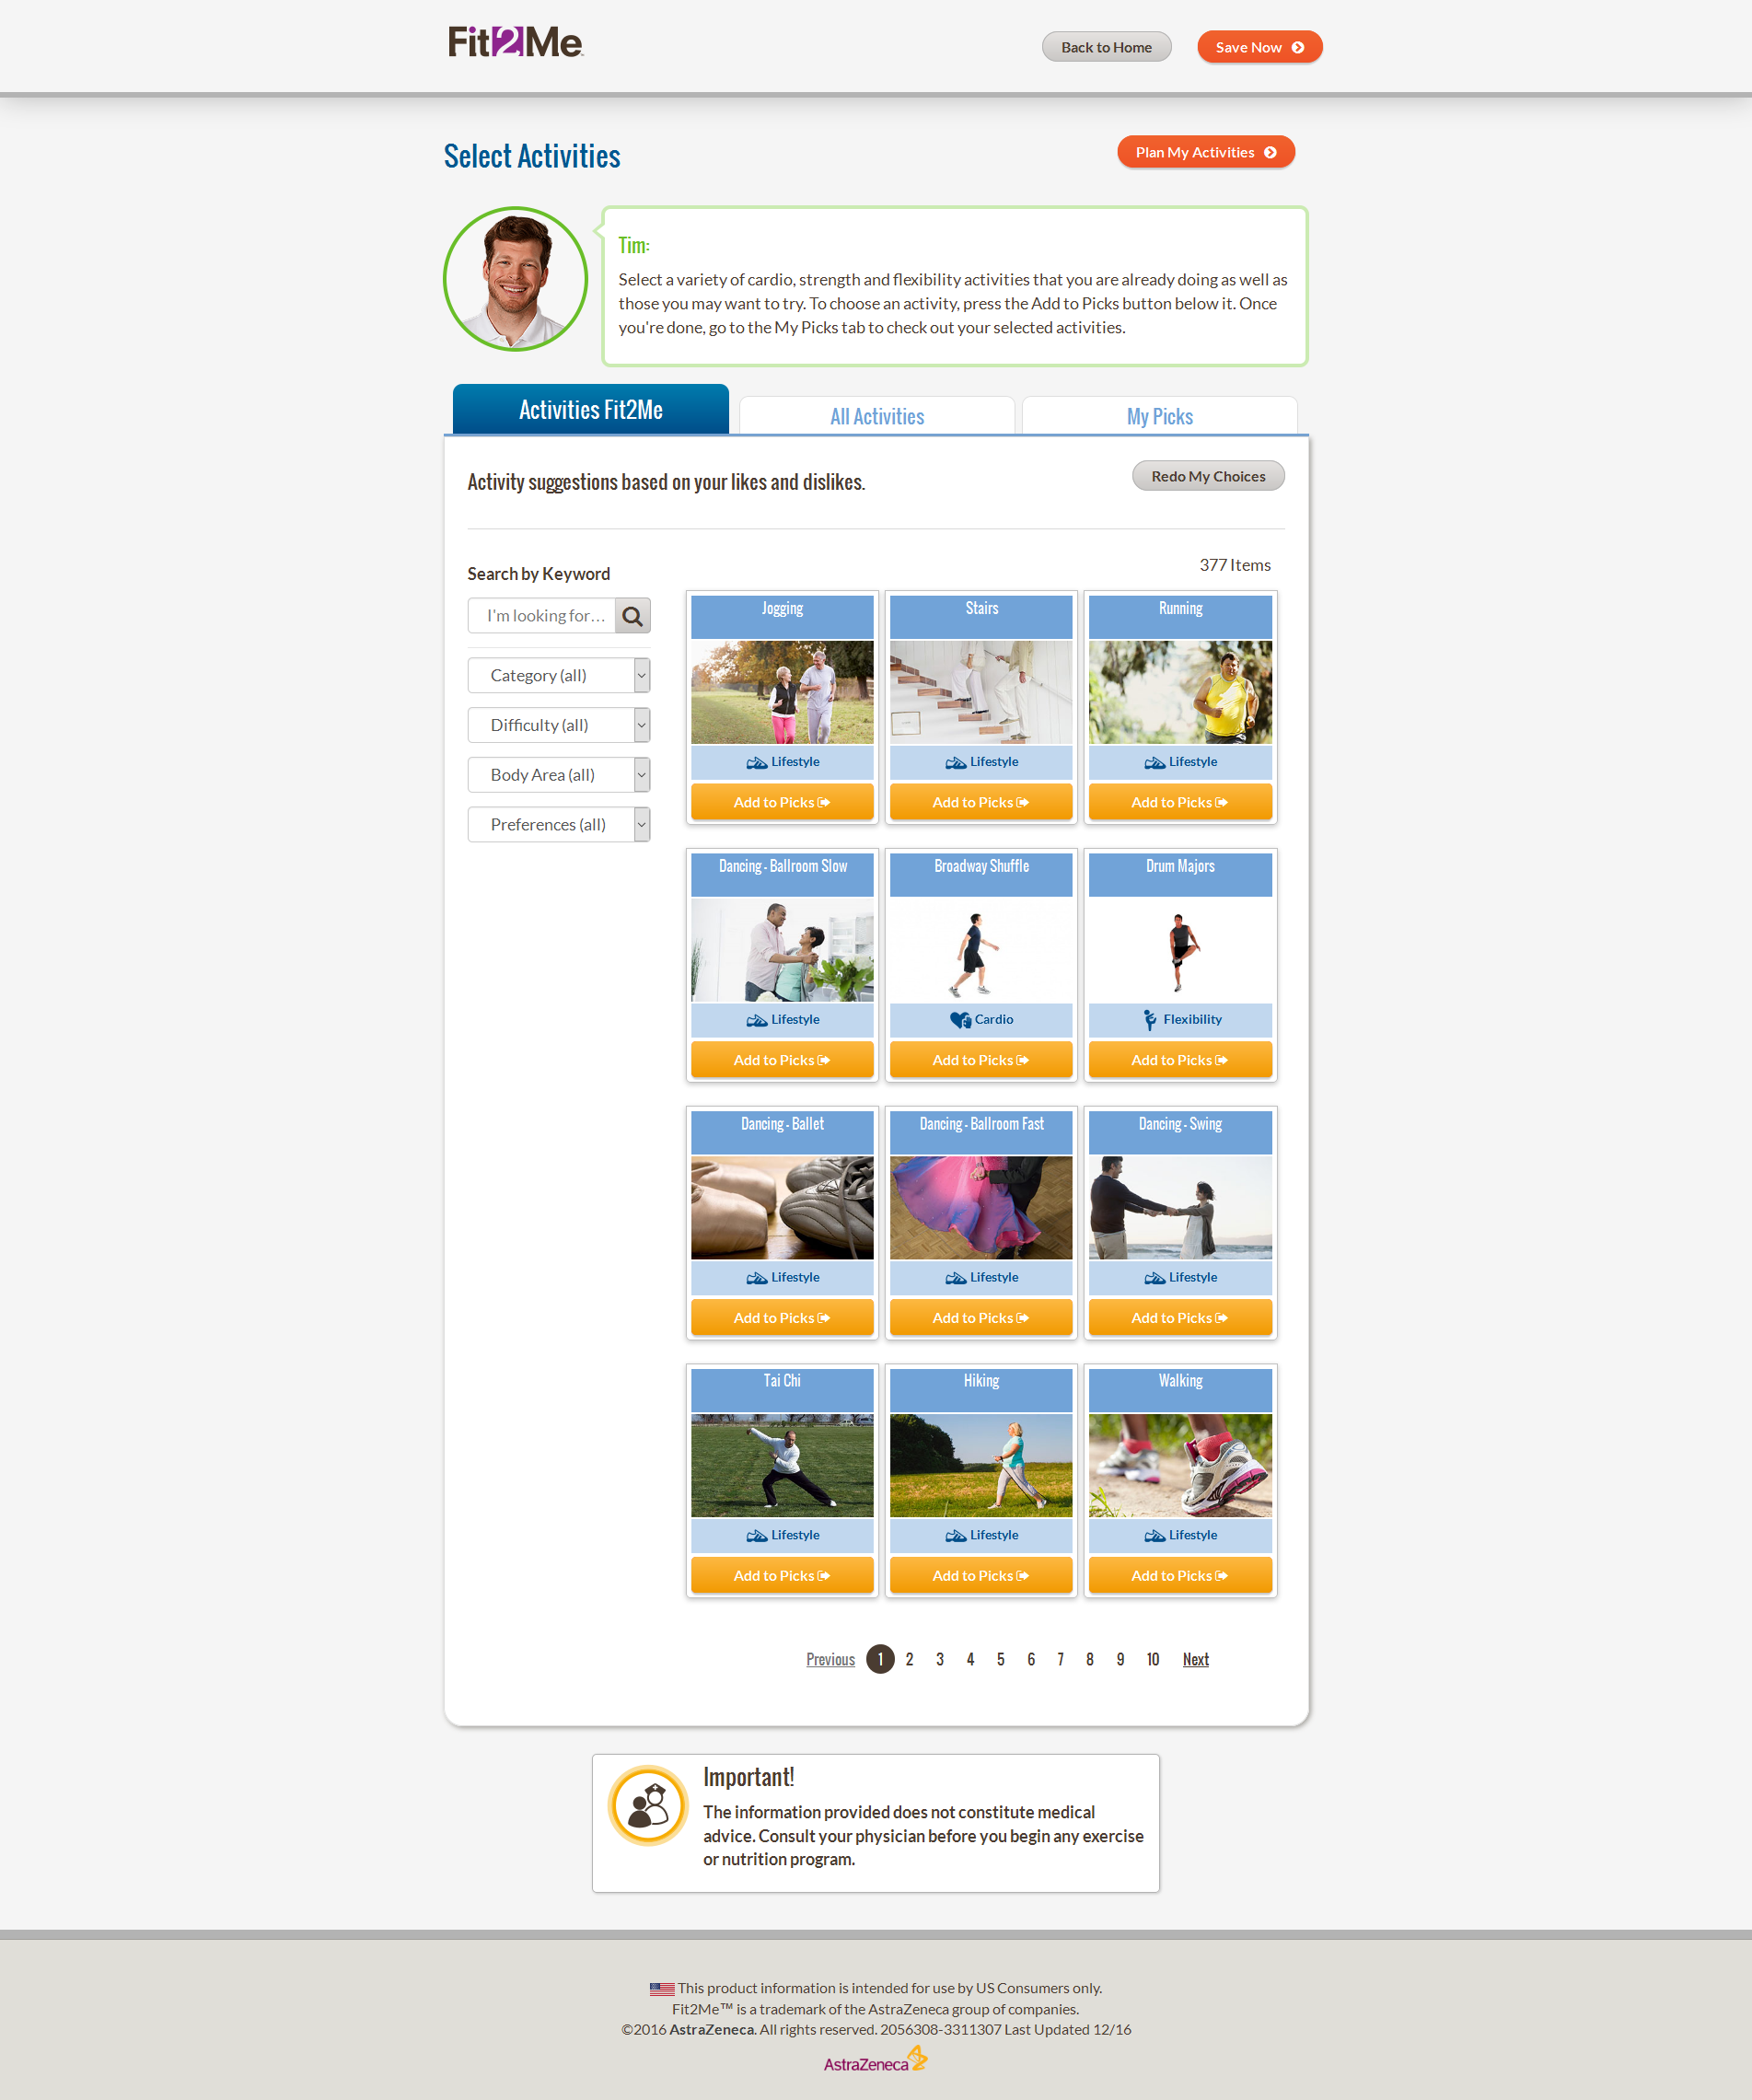 Fit2Me
Back to Home
Save Now
Select Activities
Plan My Activities
Tim:
Select a variety of cardio, strength and flexibility activities that you are already doing as well as
those you may want to try. To choose an activity, press the Add to Picks button below it. Once
you're done, go to the My Picks tab to check out your selected activities.
Activities Fit2Me
All Activities
My Picks
Activity suggestions based on your likes and dislikes.
Redo My Choices
377 Items
Search by Keyword
I'm looking for…
Category (all)
Difficulty (all)
Body Area (all)
Preferences (all)
Jogging
Stairs
Running
Lifestyle
Lifestyle
Lifestyle
Add to Picks
Add to Picks
Add to Picks
Dancing - Ballroom Slow
Broadway Shuffle
Drum Majors
Lifestyle
Cardio
Flexibility
Add to Picks
Add to Picks
Add to Picks
Dancing - Ballet
Dancing - Ballroom Fast
Dancing - Swing
Lifestyle
Lifestyle
Lifestyle
Add to Picks
Add to Picks
Add to Picks
Tai Chi
Hiking
Walking
Lifestyle
Lifestyle
Lifestyle
Add to Picks
Add to Picks
Add to Picks
Previous 1 2 3 4 5 6 7 8 9 10 Next
Important!
The information provided does not constitute medical
advice. Consult your physician before you begin any exercise
or nutrition program.
This product information is intended for use by US Consumers only.
Fit2Me™ is a trademark of the AstraZeneca group of companies.
©2016 AstraZeneca. All rights reserved. 2056308-3311307 Last Updated 12/16
AstraZeneca